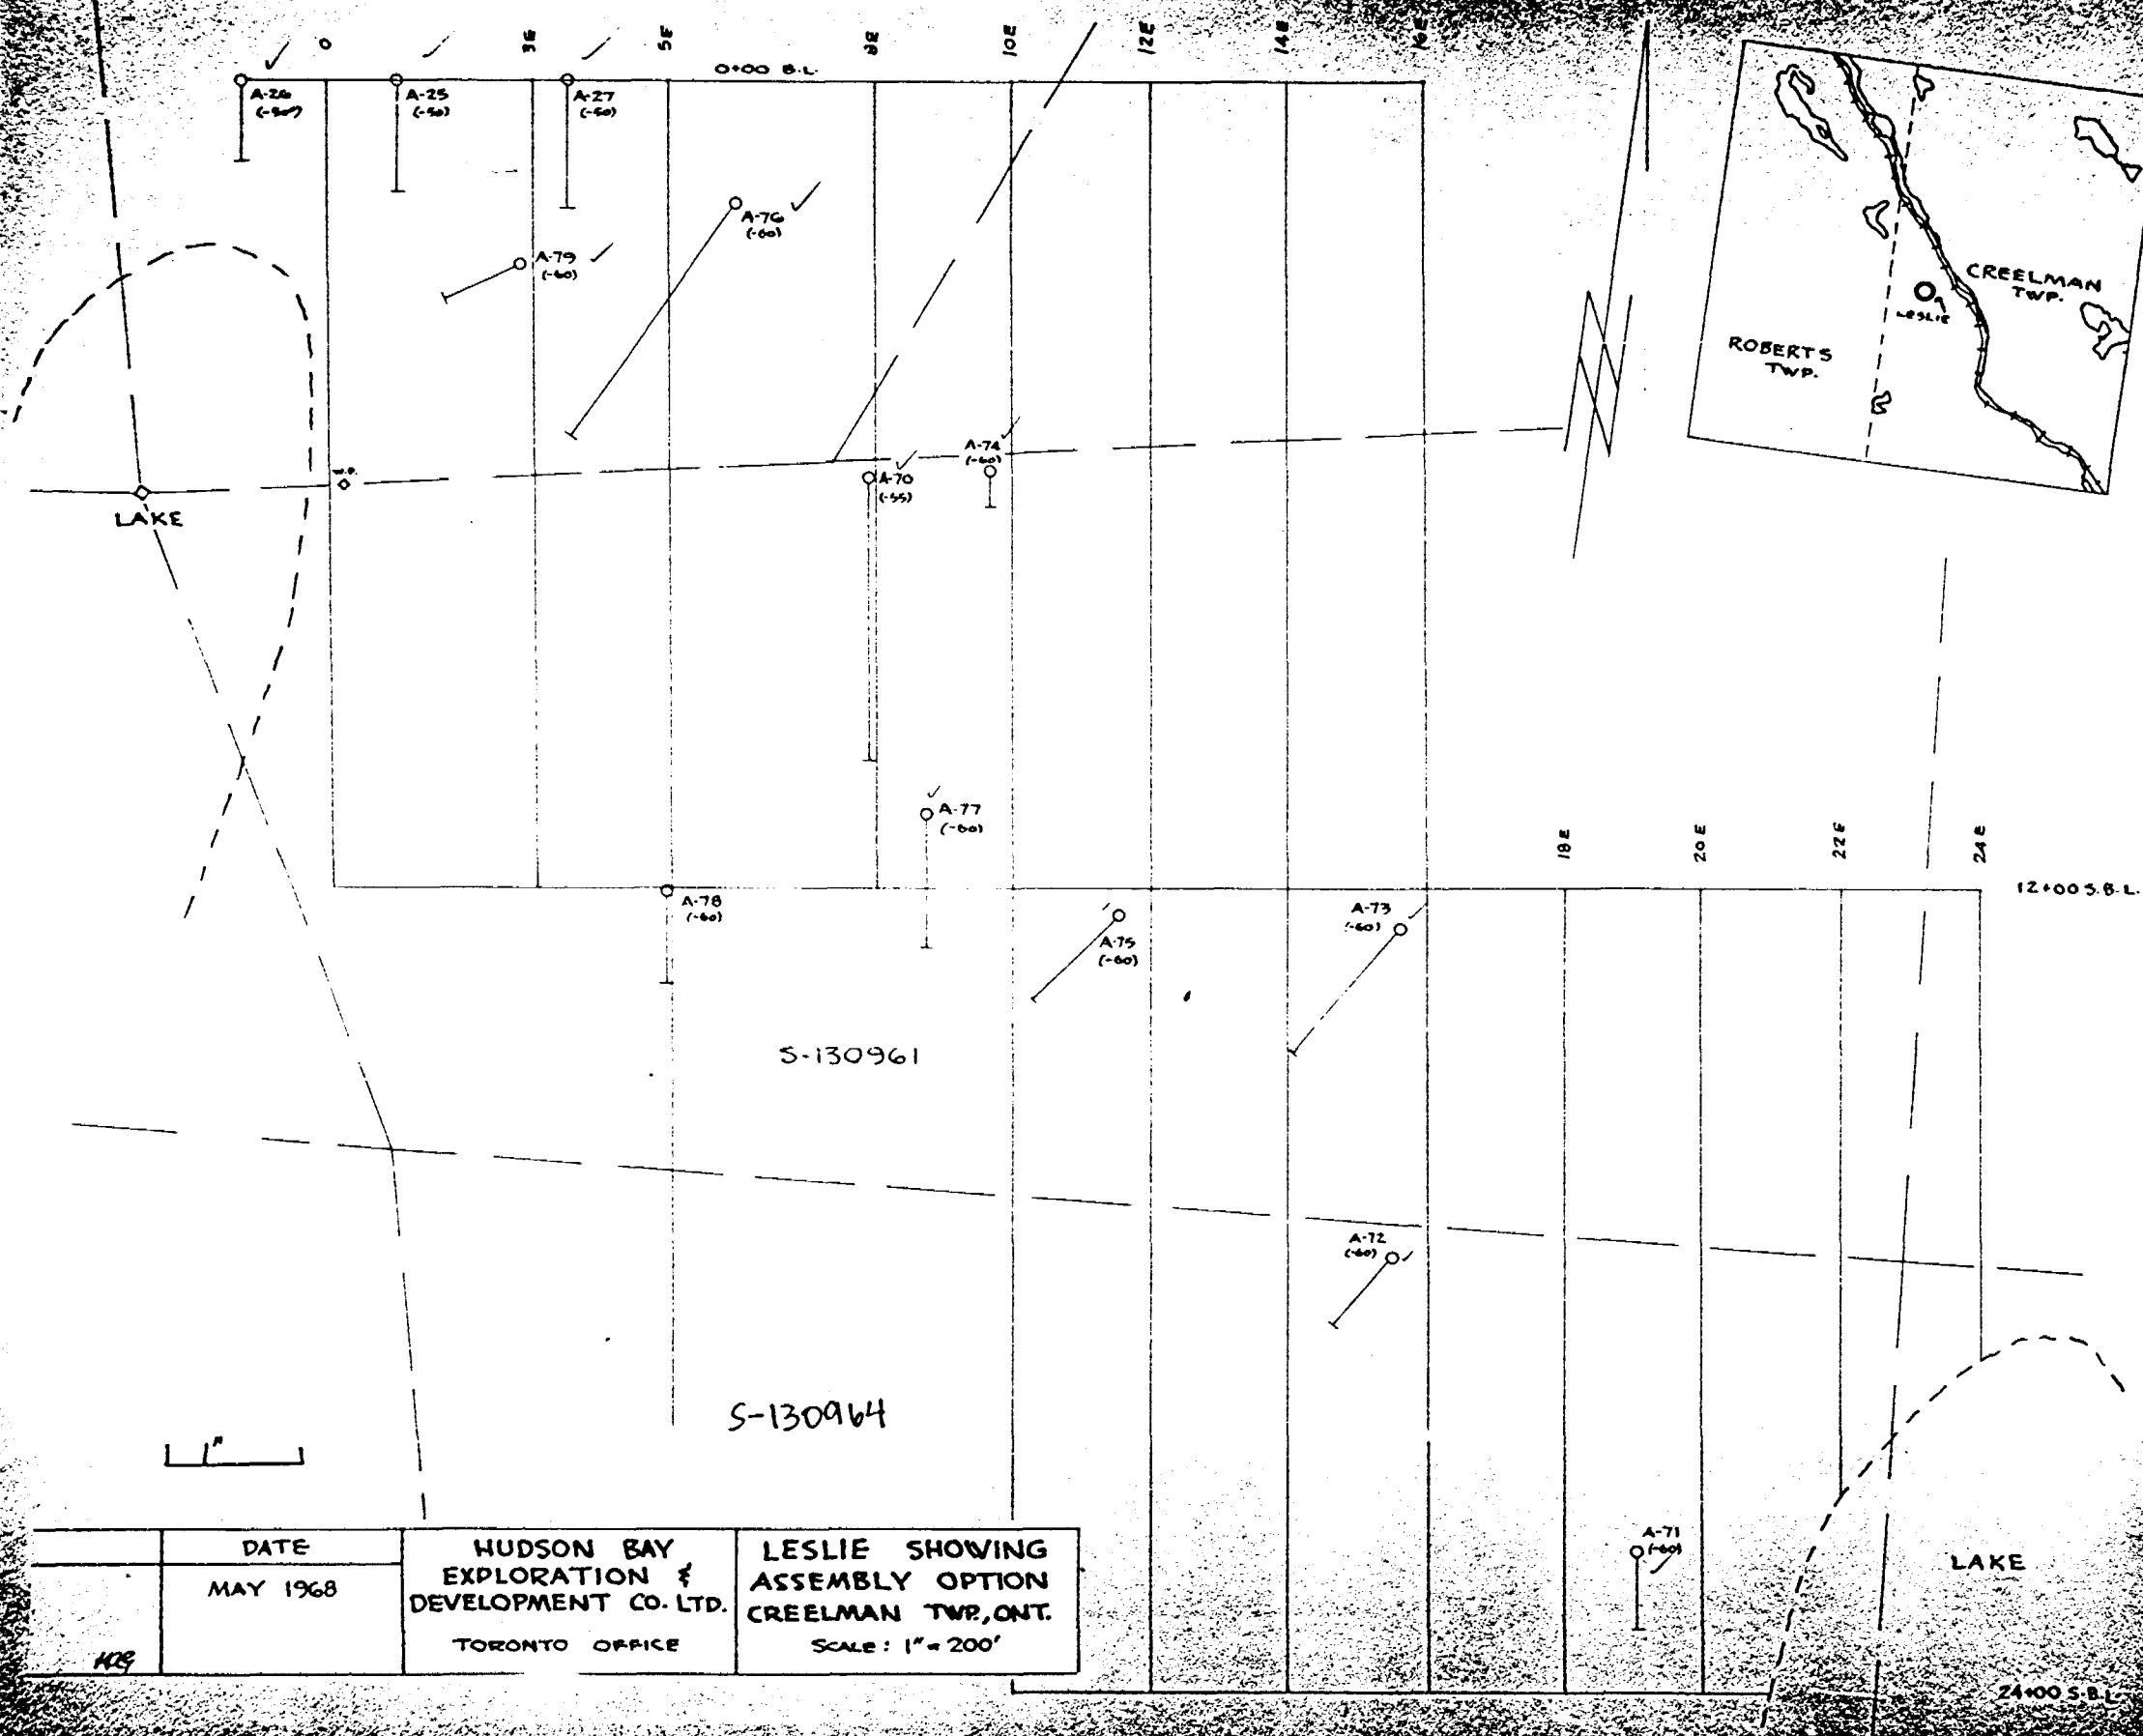 0
3E
5E
8E
10E
12E
14E
16E
0+00 B.L.
A-26
(-50°)
A-25
(-50)
A-27
(-50)
A-76
(-60)
A-79
(-60)
CREELMAN
TWP.
LESLIE
ROBERTS
TWP.
A-74
(-60)
W.P.
A-70
(-55)
LAKE
A-77
(-60)
18E
20E
22E
24E
12+00 S.B.L.
A-78
(-60)
A-75
(-60)
A-73
(-60)
S-130961
A-72
(-60)
S-130964
1"
A-71
(-60)
LAKE
DATE
MAY 1968
HUDSON BAY
EXPLORATION &
DEVELOPMENT CO. LTD.
TORONTO OFFICE
LESLIE SHOWING
ASSEMBLY OPTION
CREELMAN TWP., ONT.
SCALE: 1" = 200'
24+00 S.B.L.